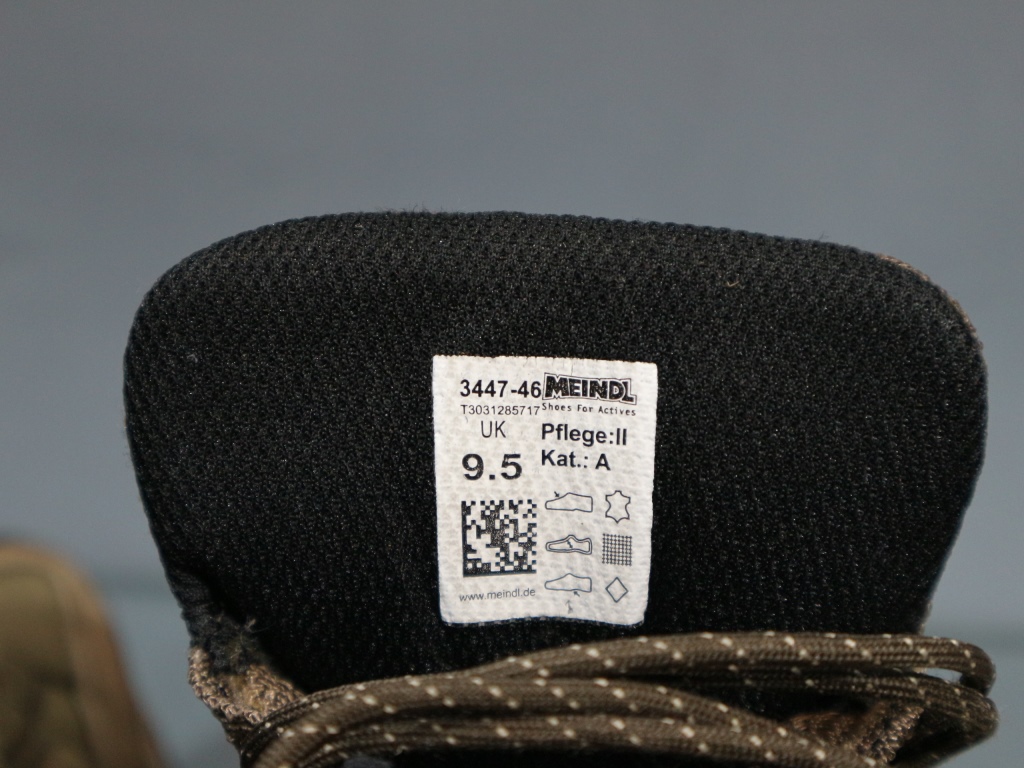 3447-46 MEINDL
T3031285717 Shoes For Actives
UK Pflege:II
9.5 Kat.: A
www.meindl.de